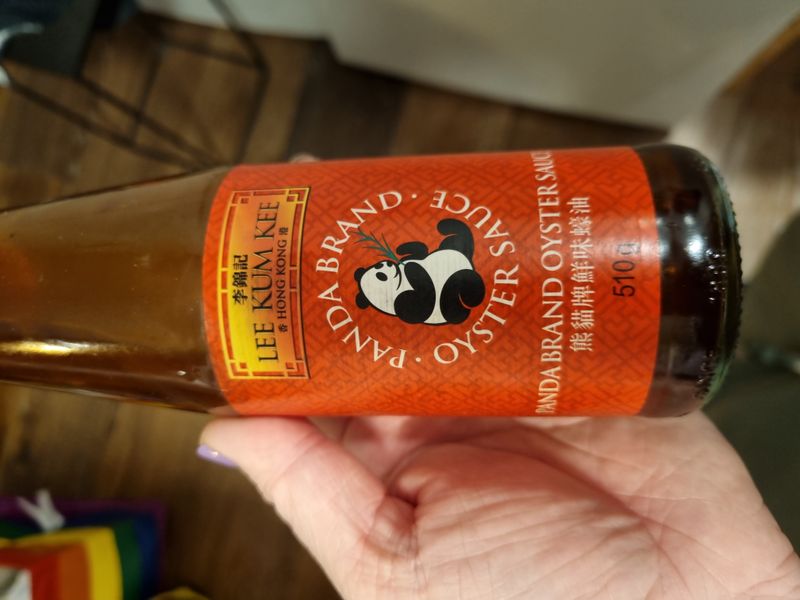 李錦記
LEE KUM KEE
香 HONG KONG 港
PANDA BRAND · OYSTER SAUCE ·
PANDA BRAND OYSTER SAUCE
熊貓牌鮮味蠔油
510g